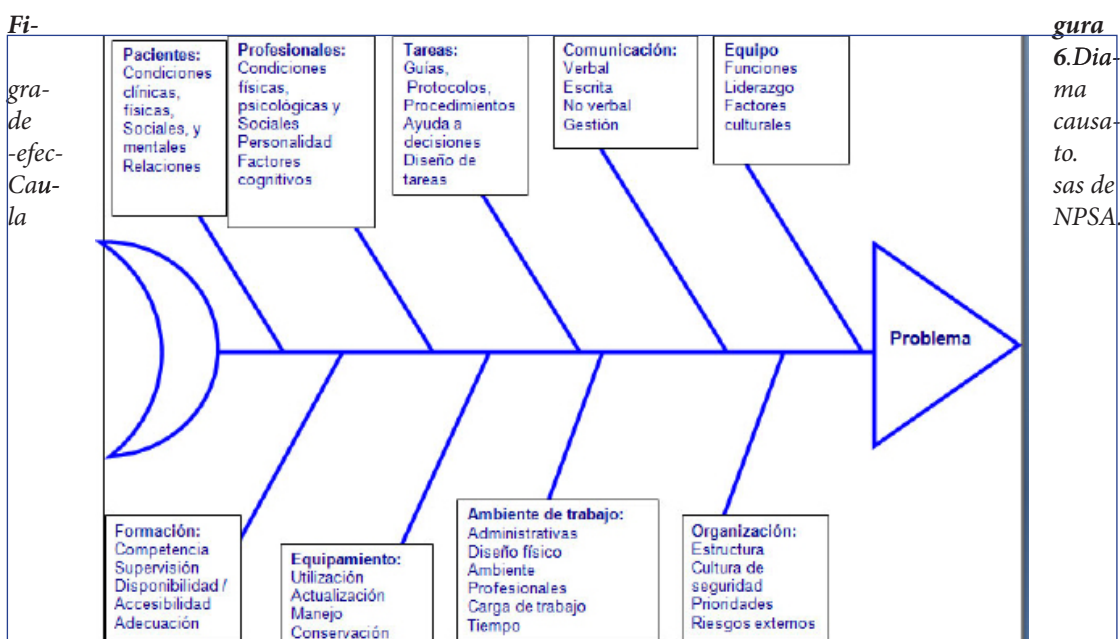 Fi-
gura
6.Dia-
gra-
ma
de
causa-
-efec-
to.
Cau-
sas de
la
NPSA.
Pacientes:
Condiciones
clínicas,
físicas,
Sociales, y
mentales
Relaciones
Profesionales:
Condiciones
físicas,
psicológicas y
Sociales
Personalidad
Factores
cognitivos
Tareas:
Guías,
Protocolos,
Procedimientos
Ayuda a
decisiones
Diseño de
tareas
Comunicación:
Verbal
Escrita
No verbal
Gestión
Equipo
Funciones
Liderazgo
Factores
culturales
Problema
Formación:
Competencia
Supervisión
Disponibilidad /
Accesibilidad
Adecuación
Equipamiento:
Utilización
Actualización
Manejo
Conservación
Ambiente de trabajo:
Administrativas
Diseño físico
Ambiente
Profesionales
Carga de trabajo
Tiempo
Organización:
Estructura
Cultura de
seguridad
Prioridades
Riesgos externos